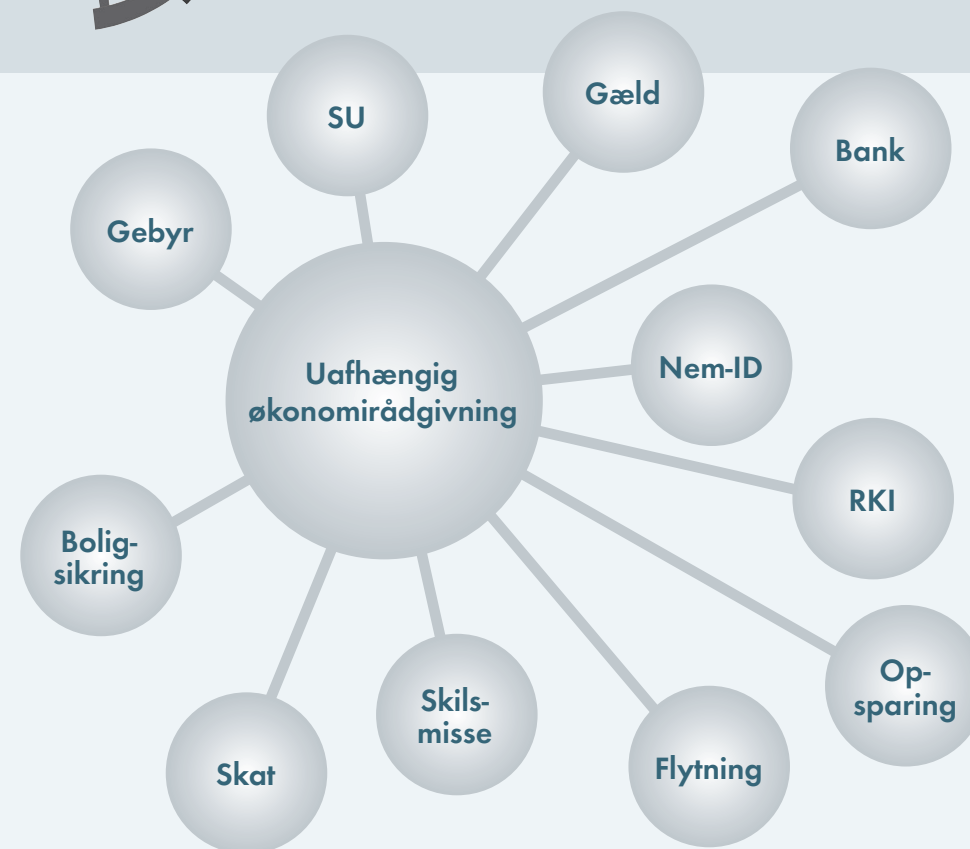 SU
Gæld
Bank
Gebyr
Nem-ID
Uafhængig
økonomirådgivning
RKI
Bolig-
sikring
Op-
sparing
Skils-
misse
Flytning
Skat